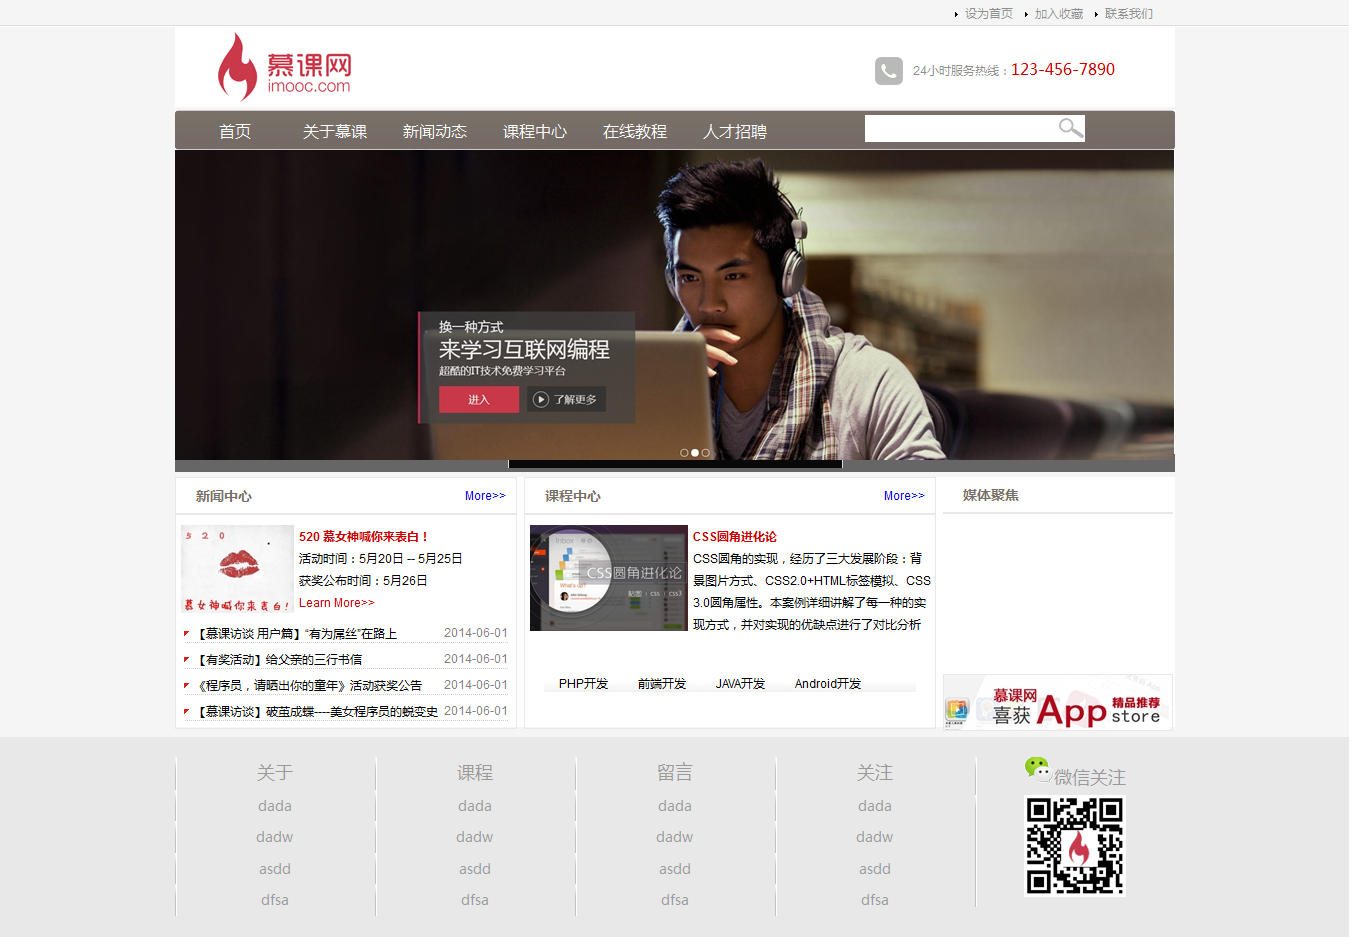 设为首页 加入收藏 联系我们
慕课网
imooc.com
24小时服务热线：123-456-7890
首页 关于慕课 新闻动态 课程中心 在线教程 人才招聘
换一种方式
来学习互联网编程
超酷的IT技术免费学习平台
进入 了解更多
新闻中心 More>>
520
慕女神喊你来表白!
520 慕女神喊你来表白！
活动时间：5月20日 -- 5月25日
获奖公布时间：5月26日
Learn More>>
【慕课访谈 用户篇】“有为屌丝”在路上 2014-06-01
【有奖活动】给父亲的三行书信 2014-06-01
《程序员，请晒出你的童年》活动获奖公告 2014-06-01
【慕课访谈】破茧成蝶----美女程序员的蜕变史 2014-06-01
课程中心 More>>
Inbox
What's up?
CSS圆角进化论
贴图 | css | css3
CSS圆角进化论
CSS圆角的实现，经历了三大发展阶段：背
景图片方式、CSS2.0+HTML标签模拟、CSS
3.0圆角属性。本案例详细讲解了每一种的实
现方式，并对实现的优缺点进行了对比分析
PHP开发 前端开发 JAVA开发 Android开发
媒体聚焦
慕课网
喜获 App 精品推荐
store
关于
dada
dadw
asdd
dfsa
课程
dada
dadw
asdd
dfsa
留言
dada
dadw
asdd
dfsa
关注
dada
dadw
asdd
dfsa
微信关注